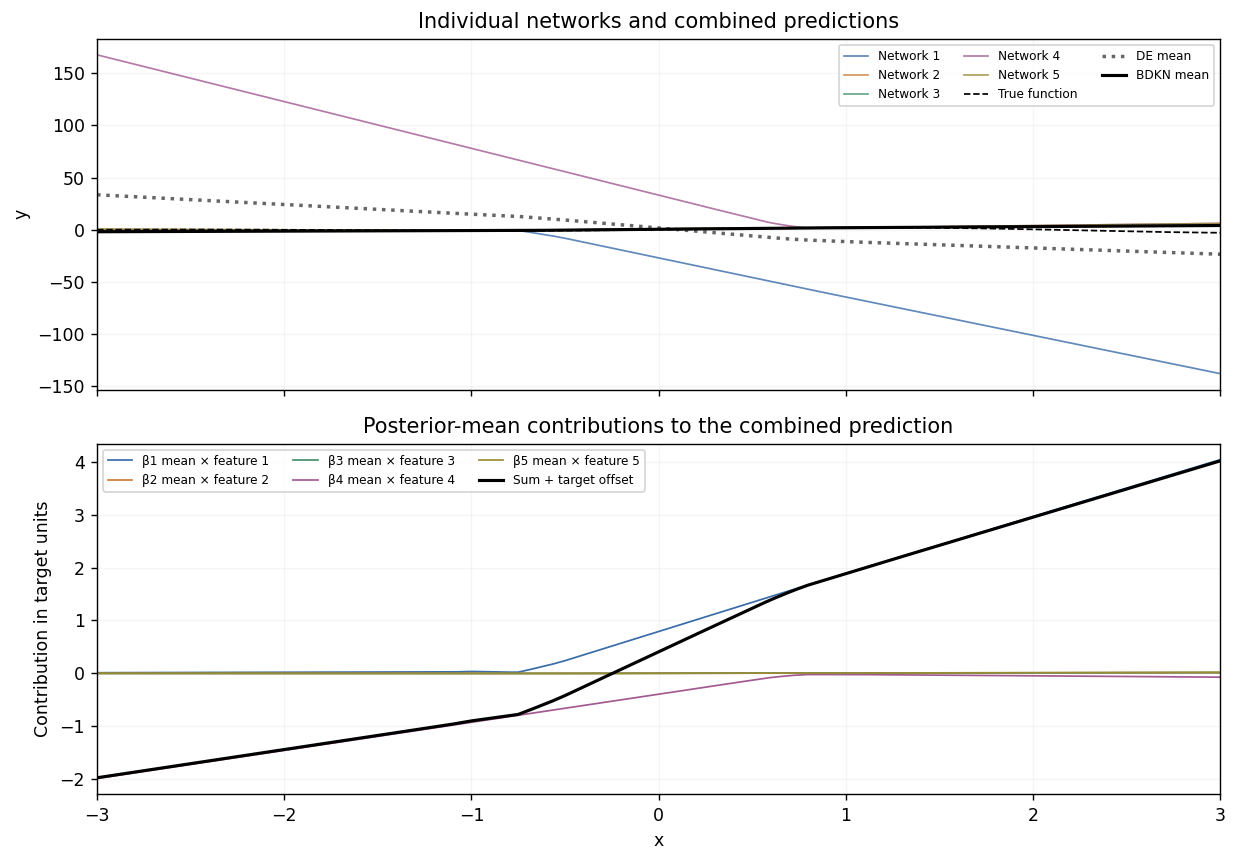 Individual networks and combined predictions
Network 1
Network 2
Network 3
Network 4
Network 5
True function
DE mean
BDKN mean
150
100
50
0
−50
−100
−150
y
Posterior-mean contributions to the combined prediction
β1 mean × feature 1
β2 mean × feature 2
β3 mean × feature 3
β4 mean × feature 4
β5 mean × feature 5
Sum + target offset
4
3
2
1
0
−1
−2
Contribution in target units
−3
−2
−1
0
1
2
3
x